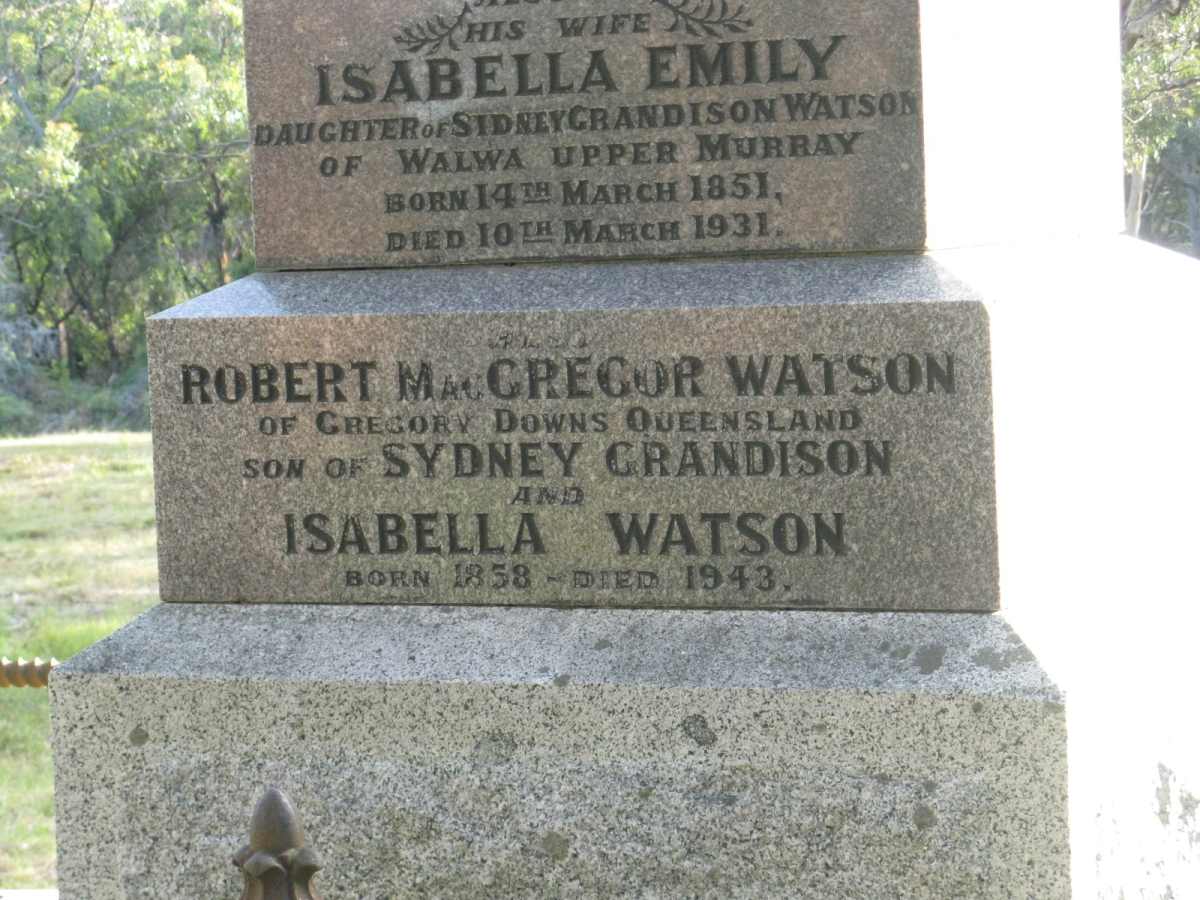 ALSO
HIS WIFE
ISABELLA EMILY
DAUGHTER OF SIDNEY GRANDISON WATSON
OF WALWA UPPER MURRAY
BORN 14TH MARCH 1851,
DIED 10TH MARCH 1931.
ALSO
ROBERT MACGREGOR WATSON
OF GREGORY DOWNS QUEENSLAND
SON OF SYDNEY GRANDISON
AND
ISABELLA WATSON
BORN 1858 - DIED 1943.